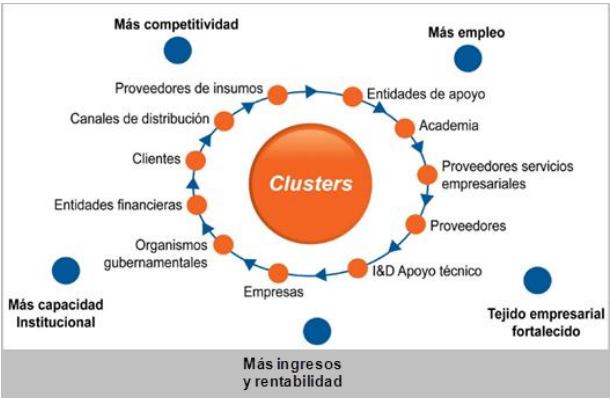 Más competitividad
Más empleo
Proveedores de insumos
Entidades de apoyo
Canales de distribución
Academia
Clientes
Clusters
Proveedores servicios
empresariales
Entidades financieras
Proveedores
Organismos
gubernamentales
I&D Apoyo técnico
Empresas
Más capacidad
Institucional
Tejido empresarial
fortalecido
Más ingresos
y rentabilidad